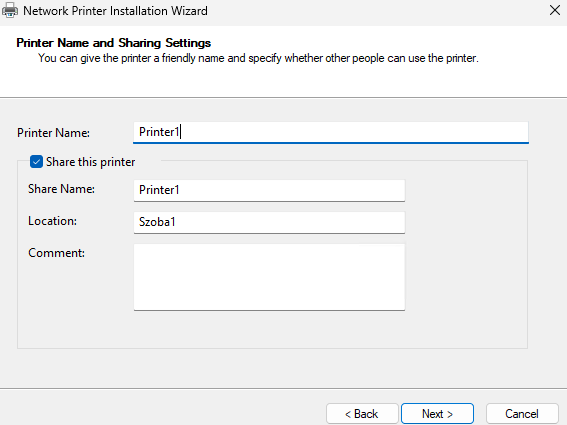 Network Printer Installation Wizard
Printer Name and Sharing Settings
You can give the printer a friendly name and specify whether other people can use the printer.
Printer Name: Printer1
Share this printer
Share Name: Printer1
Location: Szoba1
Comment:
< Back Next > Cancel